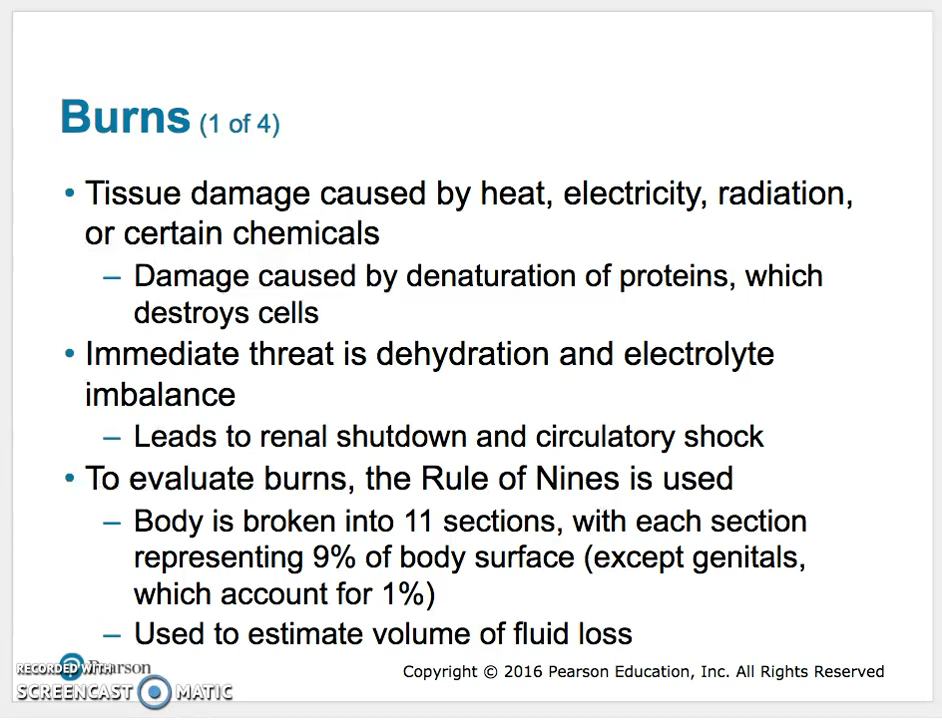 Burns (1 of 4)
• Tissue damage caused by heat, electricity, radiation,
or certain chemicals
– Damage caused by denaturation of proteins, which
destroys cells
• Immediate threat is dehydration and electrolyte
imbalance
– Leads to renal shutdown and circulatory shock
• To evaluate burns, the Rule of Nines is used
– Body is broken into 11 sections, with each section
representing 9% of body surface (except genitals,
which account for 1%)
– Used to estimate volume of fluid loss
Pearson
RECORDED WITH
SCREENCAST MATIC
Copyright © 2016 Pearson Education, Inc. All Rights Reserved